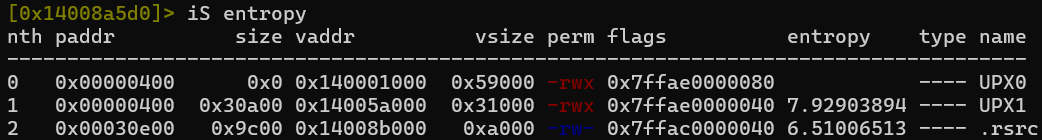 [0x14008a5d0]> iS entropy
nth paddr size vaddr vsize perm flags entropy type name
0 0x00000400 0x0 0x140001000 0x59000 -rwx 0x7ffae0000080 ---- UPX0
1 0x00000400 0x30a00 0x14005a000 0x31000 -rwx 0x7ffae0000040 7.92903894 ---- UPX1
2 0x00030e00 0x9c00 0x14008b000 0xa000 -rw- 0x7ffac0000040 6.51006513 ---- .rsrc